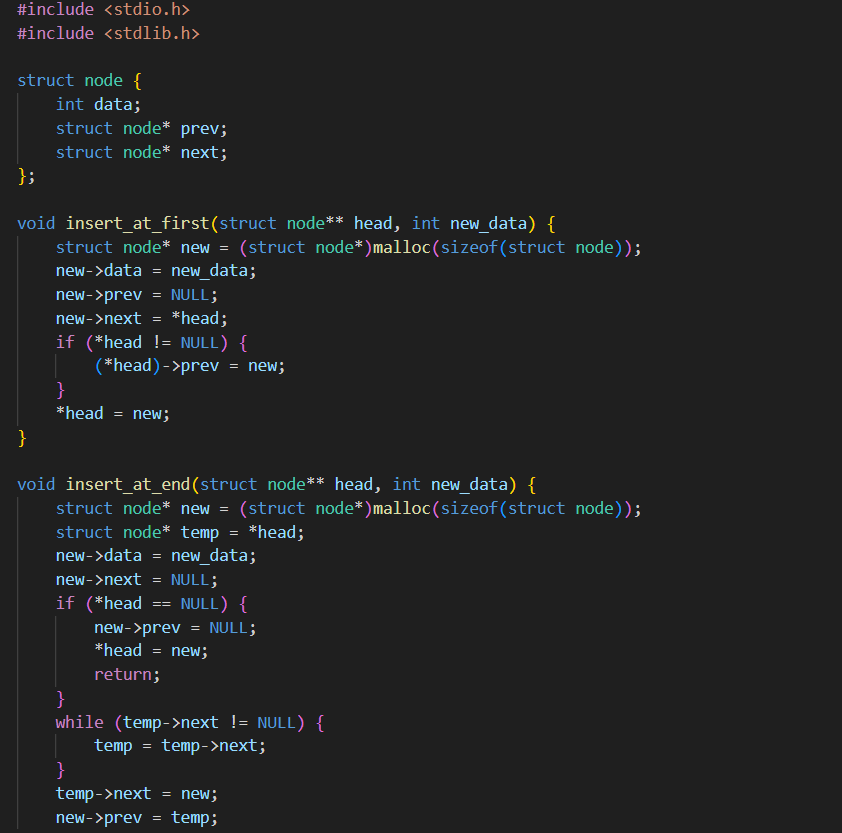 #include <stdio.h>
#include <stdlib.h>

struct node {
    int data;
    struct node* prev;
    struct node* next;
};

void insert_at_first(struct node** head, int new_data) {
    struct node* new = (struct node*)malloc(sizeof(struct node));
    new->data = new_data;
    new->prev = NULL;
    new->next = *head;
    if (*head != NULL) {
        (*head)->prev = new;
    }
    *head = new;
}

void insert_at_end(struct node** head, int new_data) {
    struct node* new = (struct node*)malloc(sizeof(struct node));
    struct node* temp = *head;
    new->data = new_data;
    new->next = NULL;
    if (*head == NULL) {
        new->prev = NULL;
        *head = new;
        return;
    }
    while (temp->next != NULL) {
        temp = temp->next;
    }
    temp->next = new;
    new->prev = temp;